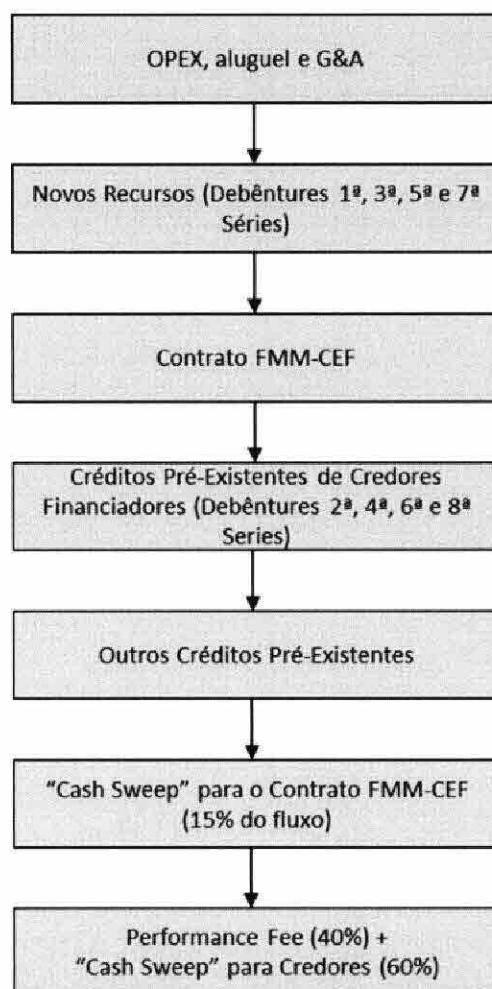 OPEX, aluguel e G&A
Novos Recursos (Debêntures 1ª, 3ª, 5ª e 7ª
Séries)
Contrato FMM-CEF
Créditos Pré-Existentes de Credores
Financiadores (Debêntures 2ª, 4ª, 6ª e 8ª
Series)
Outros Créditos Pré-Existentes
“Cash Sweep” para o Contrato FMM-CEF
(15% do fluxo)
Performance Fee (40%) +
“Cash Sweep” para Credores (60%)